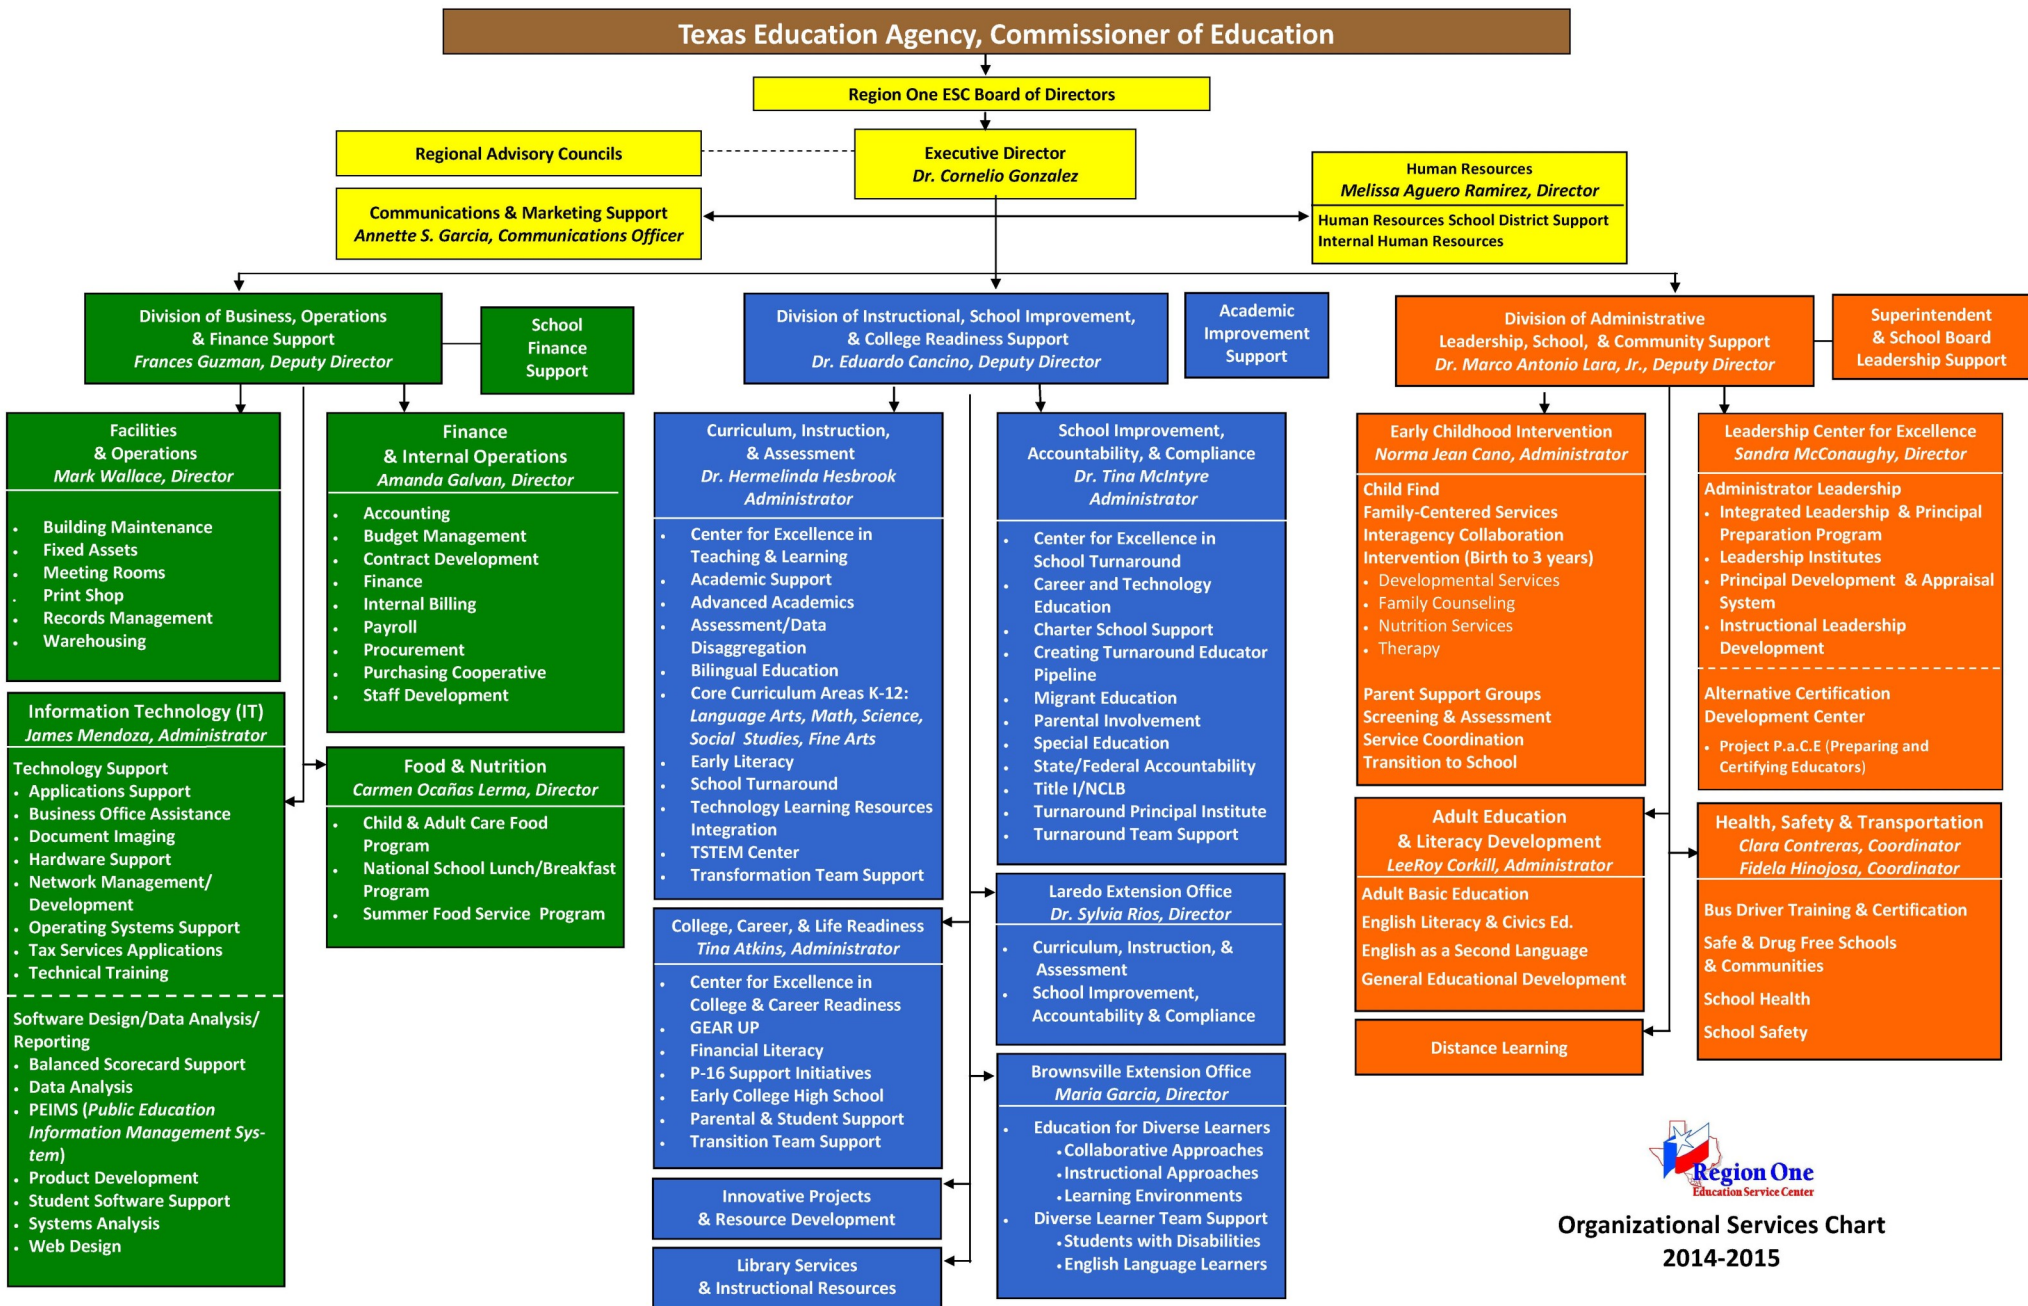 Texas Education Agency, Commissioner of Education
Region One ESC Board of Directors
Regional Advisory Councils
Executive Director
Dr. Cornelio Gonzalez
Communications & Marketing Support
Annette S. Garcia, Communications Officer
Human Resources
Melissa Aguero Ramirez, Director
Human Resources School District Support
Internal Human Resources
Division of Business, Operations
& Finance Support
Frances Guzman, Deputy Director
School
Finance
Support
Division of Instructional, School Improvement,
& College Readiness Support
Dr. Eduardo Cancino, Deputy Director
Academic
Improvement
Support
Division of Administrative
Leadership, School, & Community Support
Dr. Marco Antonio Lara, Jr., Deputy Director
Superintendent
& School Board
Leadership Support
Facilities
& Operations
Mark Wallace, Director
• Building Maintenance
• Fixed Assets
• Meeting Rooms
• Print Shop
• Records Management
• Warehousing
Finance
& Internal Operations
Amanda Galvan, Director
• Accounting
• Budget Management
• Contract Development
• Finance
• Internal Billing
• Payroll
• Procurement
• Purchasing Cooperative
• Staff Development
Information Technology (IT)
James Mendoza, Administrator
Technology Support
• Applications Support
• Business Office Assistance
• Document Imaging
• Hardware Support
• Network Management/
Development
• Operating Systems Support
• Tax Services Applications
• Technical Training
Software Design/Data Analysis/
Reporting
• Balanced Scorecard Support
• Data Analysis
• PEIMS (Public Education
Information Management Sys-
tem)
• Product Development
• Student Software Support
• Systems Analysis
• Web Design
Food & Nutrition
Carmen Ocañas Lerma, Director
• Child & Adult Care Food
Program
• National School Lunch/Breakfast
Program
• Summer Food Service Program
Curriculum, Instruction,
& Assessment
Dr. Hermelinda Hesbrook
Administrator
• Center for Excellence in
Teaching & Learning
• Academic Support
• Advanced Academics
• Assessment/Data
Disaggregation
• Bilingual Education
• Core Curriculum Areas K-12:
Language Arts, Math, Science,
Social Studies, Fine Arts
• Early Literacy
• School Turnaround
• Technology Learning Resources
Integration
• TSTEM Center
• Transformation Team Support
School Improvement,
Accountability, & Compliance
Dr. Tina McIntyre
Administrator
• Center for Excellence in
School Turnaround
• Career and Technology
Education
• Charter School Support
• Creating Turnaround Educator
Pipeline
• Migrant Education
• Parental Involvement
• Special Education
• State/Federal Accountability
• Title I/NCLB
• Turnaround Principal Institute
• Turnaround Team Support
College, Career, & Life Readiness
Tina Atkins, Administrator
• Center for Excellence in
College & Career Readiness
• GEAR UP
• Financial Literacy
• P-16 Support Initiatives
• Early College High School
• Parental & Student Support
• Transition Team Support
Innovative Projects
& Resource Development
Library Services
& Instructional Resources
Laredo Extension Office
Dr. Sylvia Rios, Director
• Curriculum, Instruction, &
Assessment
• School Improvement,
Accountability & Compliance
Brownsville Extension Office
Maria Garcia, Director
• Education for Diverse Learners
• Collaborative Approaches
• Instructional Approaches
• Learning Environments
• Diverse Learner Team Support
• Students with Disabilities
• English Language Learners
Early Childhood Intervention
Norma Jean Cano, Administrator
Child Find
Family-Centered Services
Interagency Collaboration
Intervention (Birth to 3 years)
• Developmental Services
• Family Counseling
• Nutrition Services
• Therapy
Parent Support Groups
Screening & Assessment
Service Coordination
Transition to School
Leadership Center for Excellence
Sandra McConaughy, Director
Administrator Leadership
• Integrated Leadership & Principal
Preparation Program
• Leadership Institutes
• Principal Development & Appraisal
System
• Instructional Leadership
Development
Alternative Certification
Development Center
• Project P.a.C.E (Preparing and
Certifying Educators)
Adult Education
& Literacy Development
LeeRoy Corkill, Administrator
Adult Basic Education
English Literacy & Civics Ed.
English as a Second Language
General Educational Development
Distance Learning
Health, Safety & Transportation
Clara Contreras, Coordinator
Fidela Hinojosa, Coordinator
Bus Driver Training & Certification
Safe & Drug Free Schools
& Communities
School Health
School Safety
Region One
Education Service Center
Organizational Services Chart
2014-2015